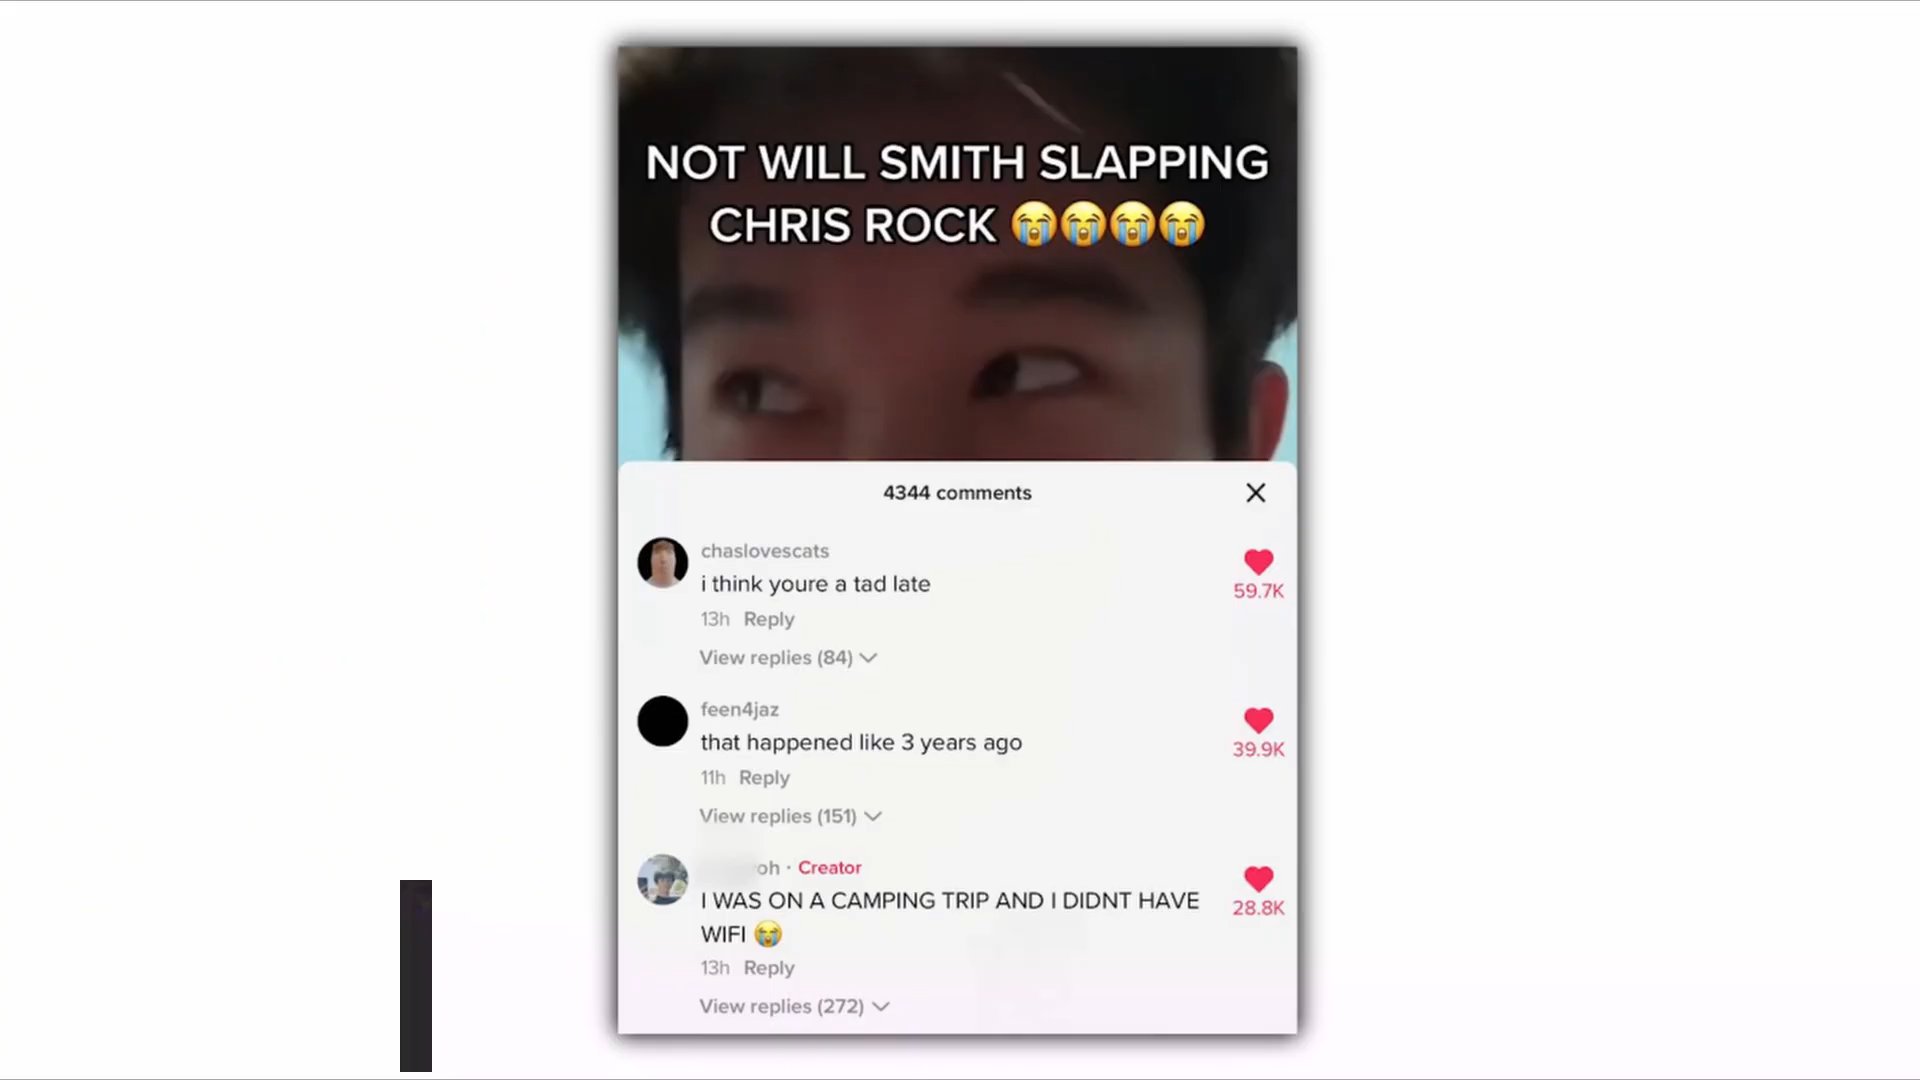 NOT WILL SMITH SLAPPING
CHRIS ROCK 😭😭😭😭
4344 comments
chaslovescats
i think youre a tad late
59.7K
13h Reply
View replies (84)
feen4jaz
that happened like 3 years ago
39.9K
11h Reply
View replies (151)
oh · Creator
I WAS ON A CAMPING TRIP AND I DIDNT HAVE
WIFI 😭
28.8K
13h Reply
View replies (272)